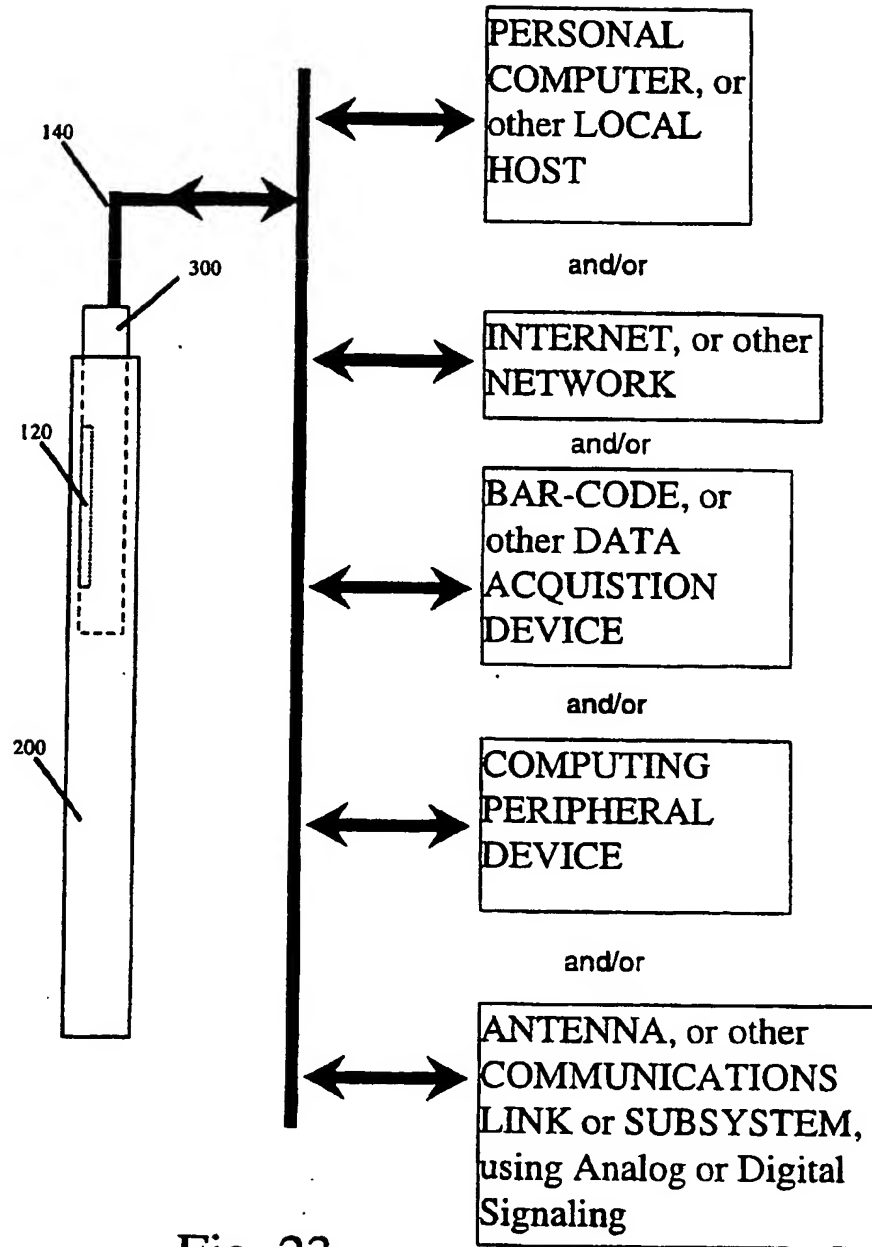 PERSONAL
COMPUTER, or
other LOCAL
HOST
140
and/or
300
INTERNET, or other
NETWORK
and/or
120
BAR-CODE, or
other DATA
ACQUISTION
DEVICE
and/or
200
COMPUTING
PERIPHERAL
DEVICE
and/or
ANTENNA, or other
COMMUNICATIONS
LINK or SUBSYSTEM,
using Analog or Digital
Signaling
Fig. 23